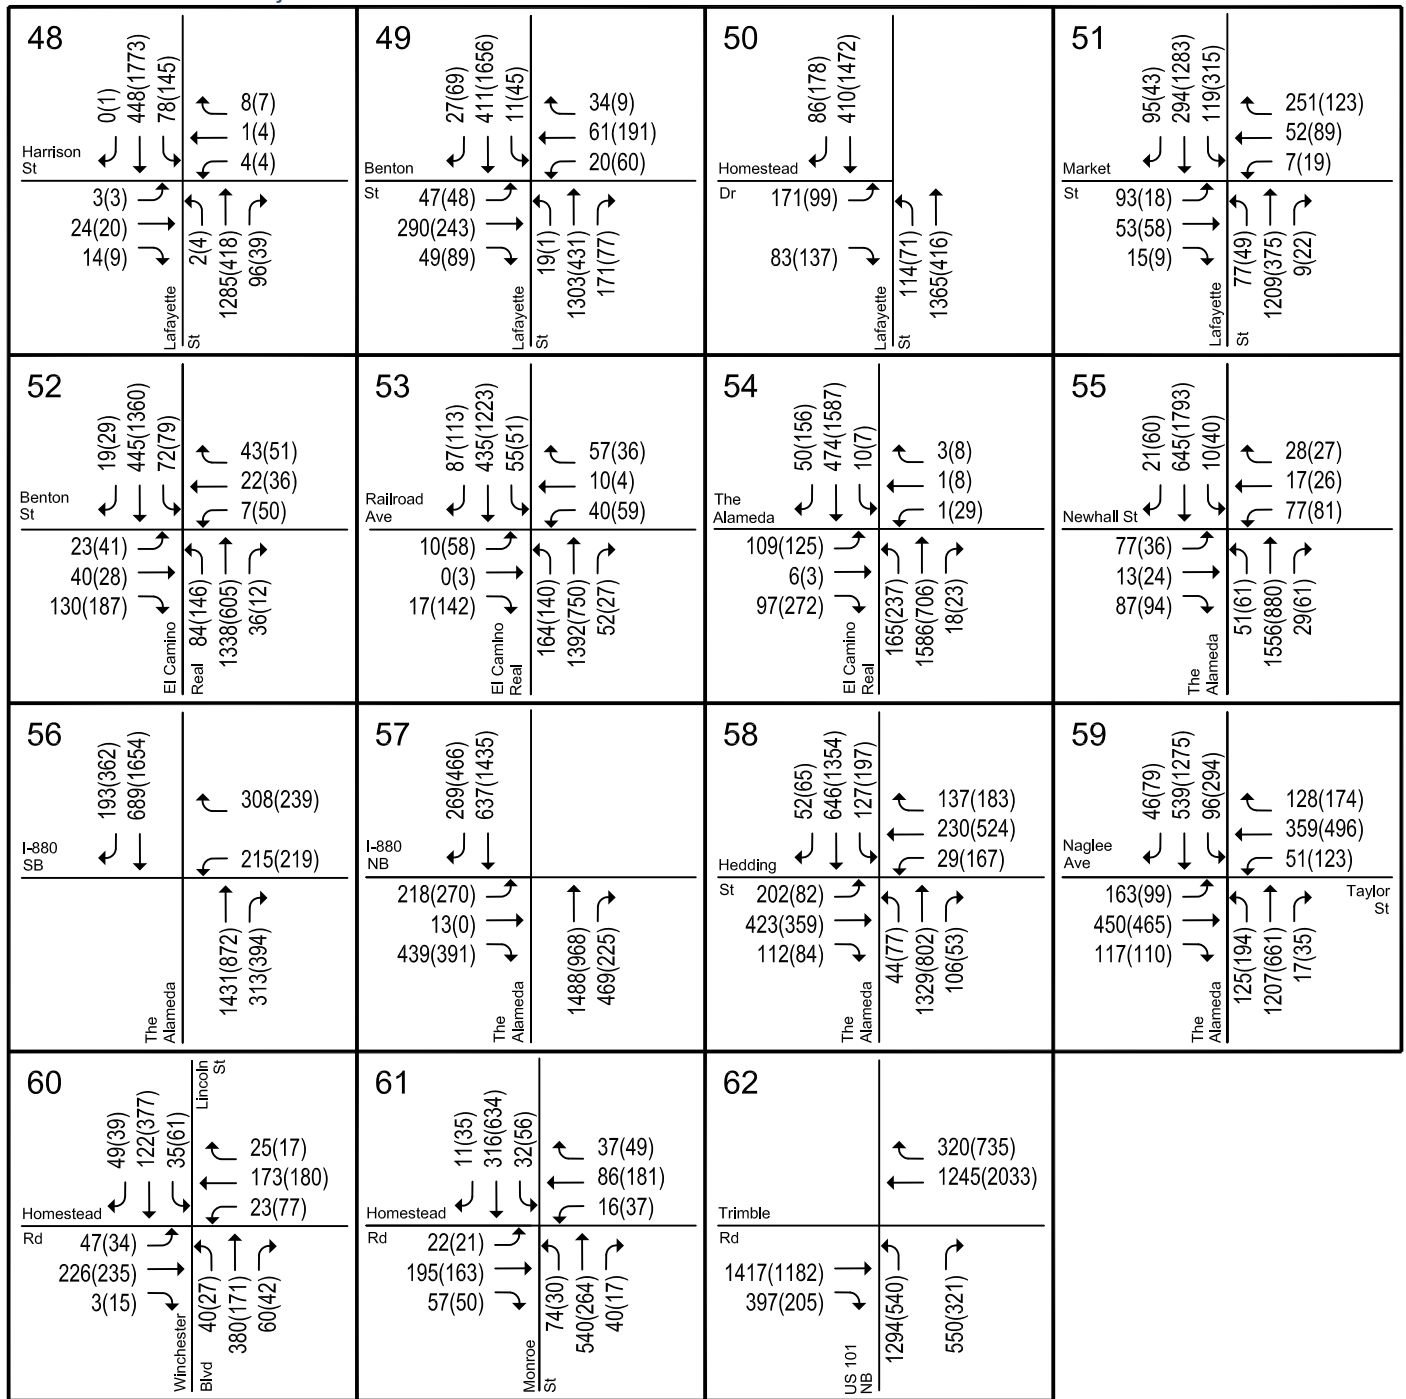 48
0(1)
448(1773)
78(145)
8(7)
1(4)
4(4)
Harrison
St
3(3)
24(20)
14(9)
2(4)
1285(418)
96(39)
Lafayette
St
49
27(69)
411(1656)
11(45)
34(9)
61(191)
20(60)
Benton
St
47(48)
290(243)
49(89)
19(1)
1303(431)
171(77)
Lafayette
St
50
86(178)
410(1472)
Homestead
Dr
171(99)
83(137)
114(71)
1365(416)
Lafayette
St
51
95(43)
294(1283)
119(315)
251(123)
52(89)
7(19)
Market
St
93(18)
53(58)
15(9)
77(49)
1209(375)
9(22)
Lafayette
St
52
19(29)
445(1360)
72(79)
43(51)
22(36)
7(50)
Benton
St
23(41)
40(28)
130(187)
84(146)
1338(605)
36(12)
El Camino
Real
53
87(113)
435(1223)
55(51)
57(36)
10(4)
40(59)
Railroad
Ave
10(58)
0(3)
17(142)
164(140)
1392(750)
52(27)
El Camino
Real
54
50(156)
474(1587)
10(7)
3(8)
1(8)
1(29)
The
Alameda
109(125)
6(3)
97(272)
165(237)
1586(706)
18(23)
El Camino
Real
55
21(60)
645(1793)
10(40)
28(27)
17(26)
77(81)
Newhall St
77(36)
13(24)
87(94)
51(61)
1556(880)
29(61)
The
Alameda
56
193(362)
689(1654)
308(239)
215(219)
I-880
SB
1431(872)
313(394)
The
Alameda
57
269(466)
637(1435)
I-880
NB
218(270)
13(0)
439(391)
1488(968)
469(225)
The
Alameda
58
52(65)
646(1354)
127(197)
137(183)
230(524)
29(167)
Hedding
St
202(82)
423(359)
112(84)
44(77)
1329(802)
106(53)
The
Alameda
59
46(79)
539(1275)
96(294)
128(174)
359(496)
51(123)
Naglee
Ave
Taylor
St
163(99)
450(465)
117(110)
125(194)
1207(661)
17(35)
The
Alameda
60
Lincoln
St
49(39)
122(377)
35(61)
25(17)
173(180)
23(77)
Homestead
Rd
47(34)
226(235)
3(15)
40(27)
380(171)
60(42)
Winchester
Blvd
61
11(35)
316(634)
32(56)
37(49)
86(181)
16(37)
Homestead
Rd
22(21)
195(163)
57(50)
74(30)
540(264)
40(17)
Monroe
St
62
320(735)
1245(2033)
Trimble
Rd
1417(1182)
397(205)
1294(540)
550(321)
US 101
NB